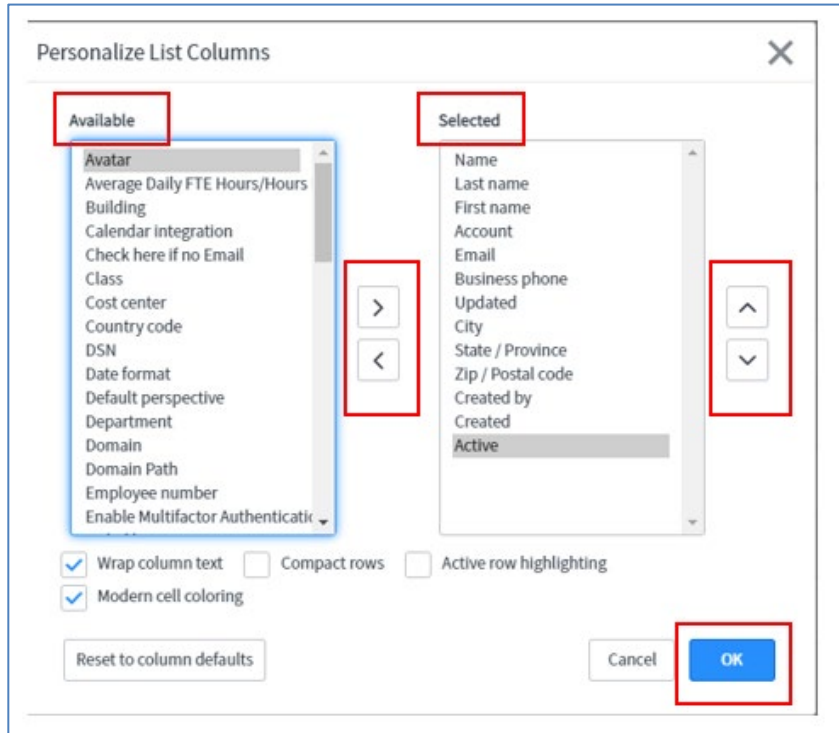 Personalize List Columns
Available
Avatar
Average Daily FTE Hours/Hours
Building
Calendar integration
Check here if no Email
Class
Cost center
Country code
DSN
Date format
Default perspective
Department
Domain
Domain Path
Employee number
Enable Multifactor Authenticatic
Selected
Name
Last name
First name
Account
Email
Business phone
Updated
City
State / Province
Zip / Postal code
Created by
Created
Active
Wrap column text Compact rows Active row highlighting
Modern cell coloring
Reset to column defaults Cancel OK